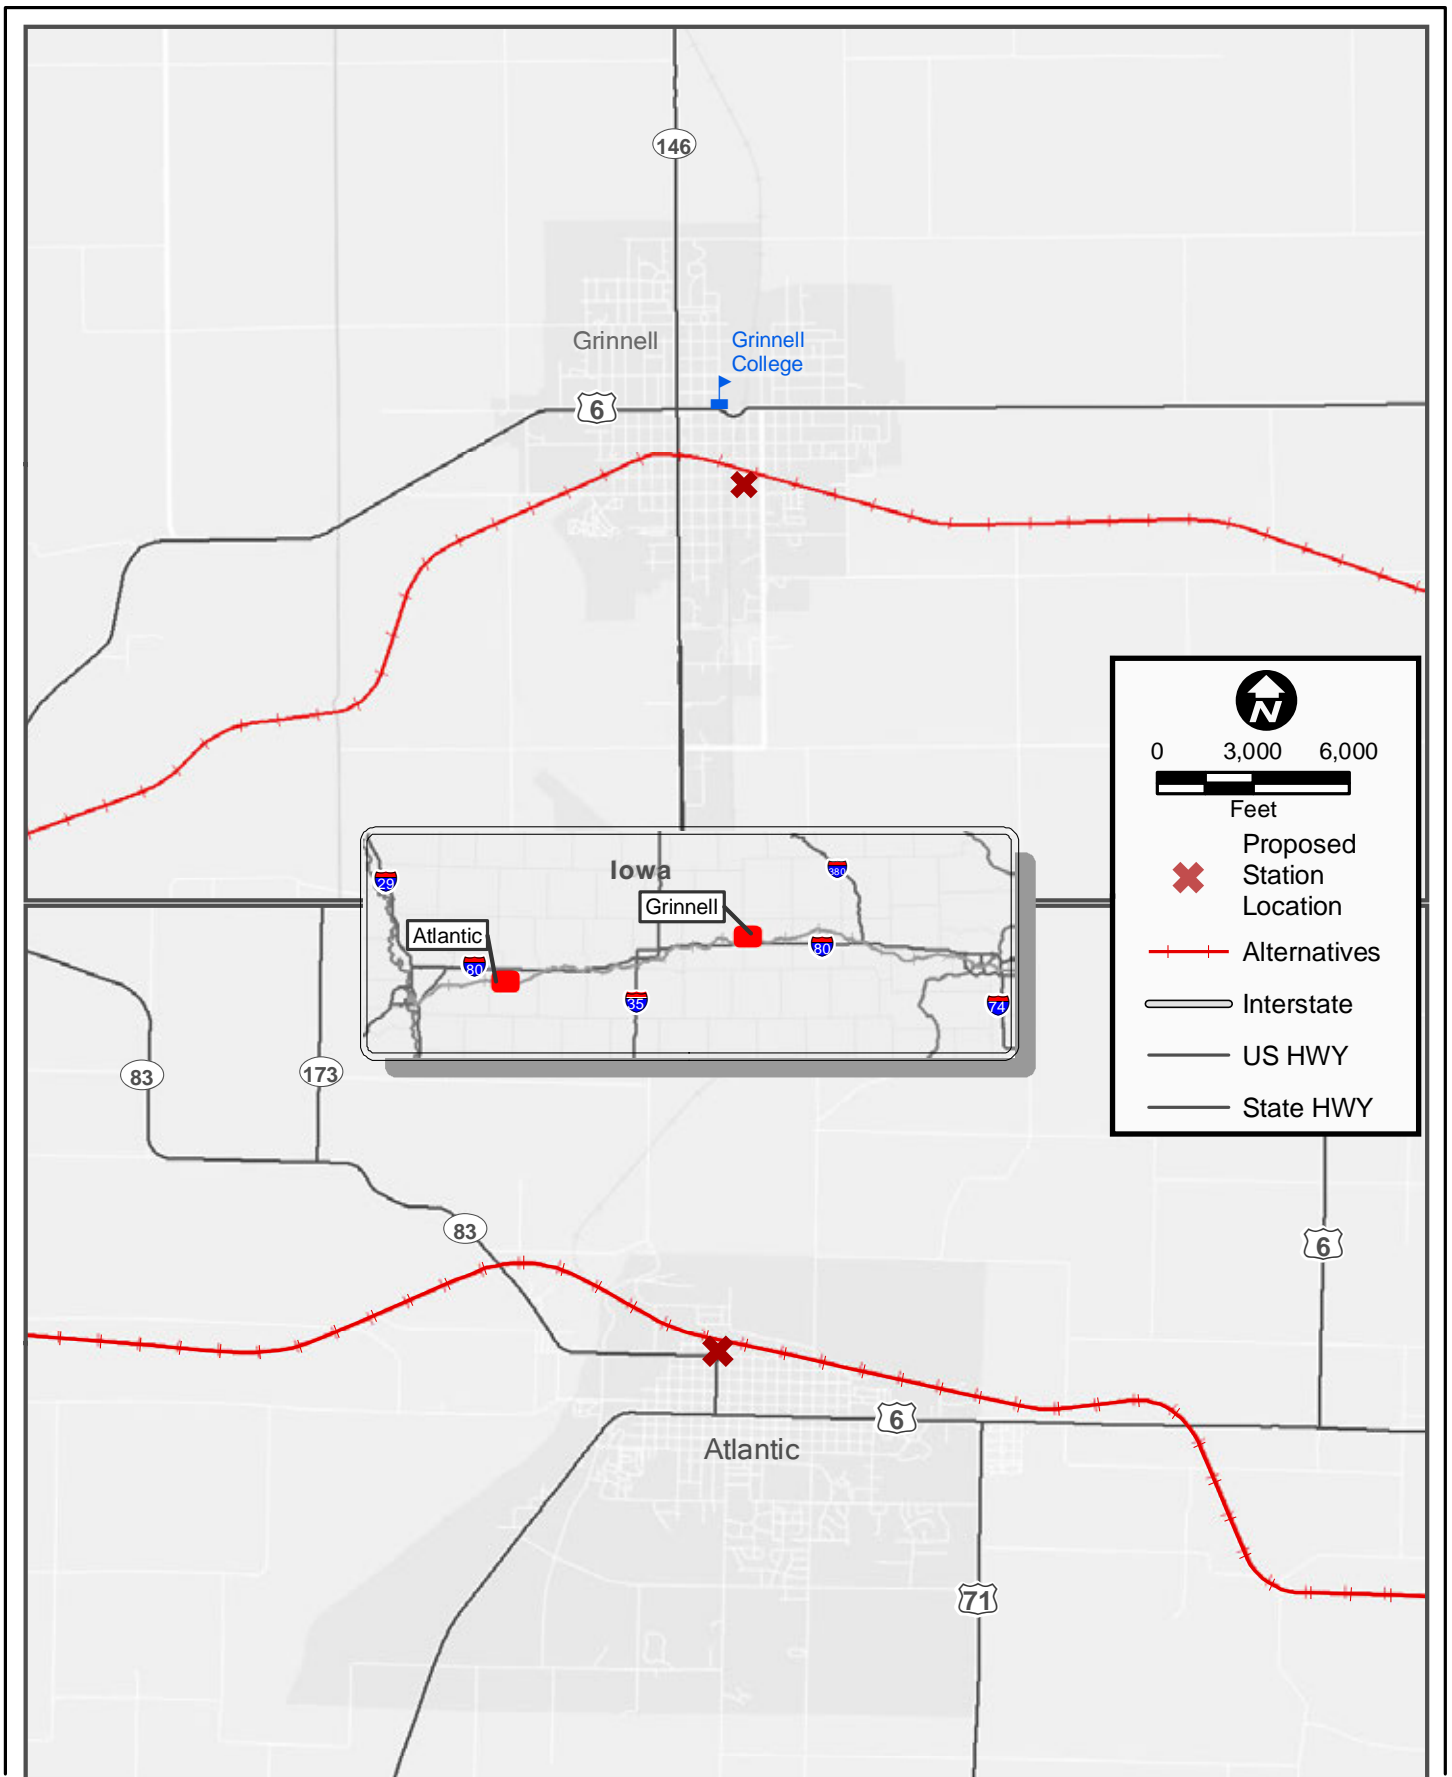 146
Grinnell
Grinnell
College
6
N
0 3,000 6,000
Feet
Proposed
Station
Location
Alternatives
Interstate
US HWY
State HWY
Iowa
29
380
Grinnell
Atlantic
80
80
35
74
83
173
83
6
6
Atlantic
71